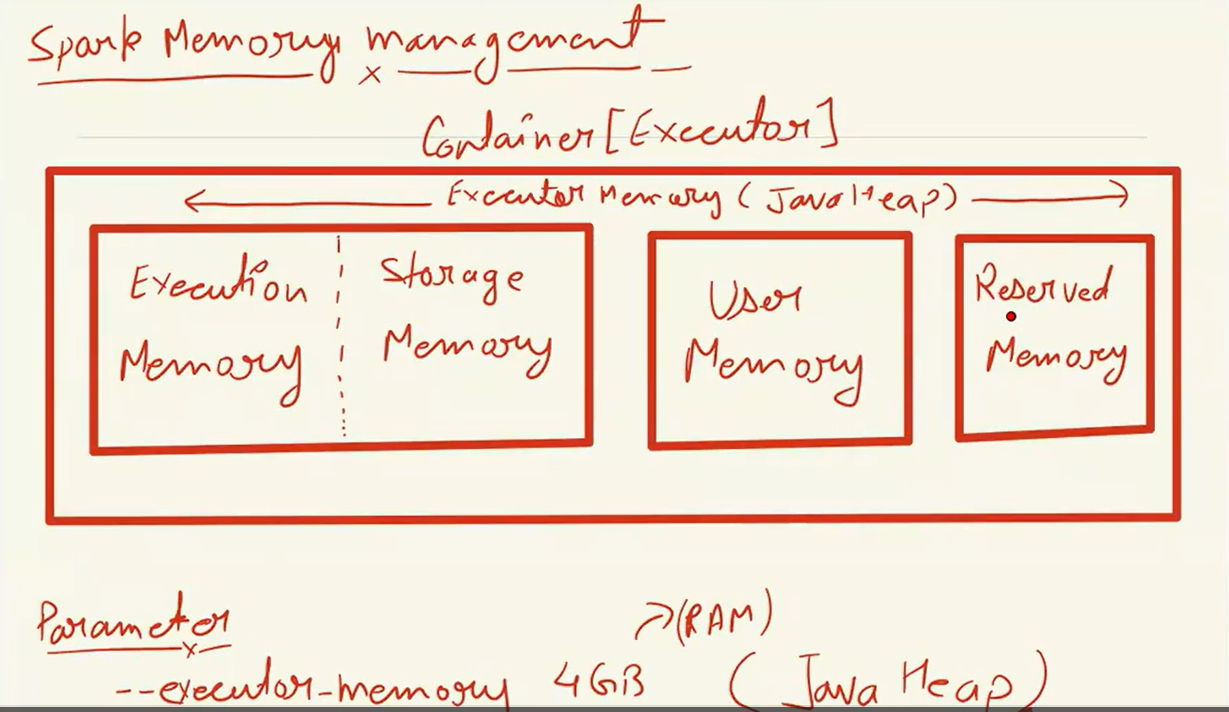 Spark Memory management
Container [Executor]
Executor Memory (Java Heap)
Execution Memory
Storage Memory
User Memory
Reserved Memory
Parameter
(RAM)
--executor-memory 4GB (Java Heap)